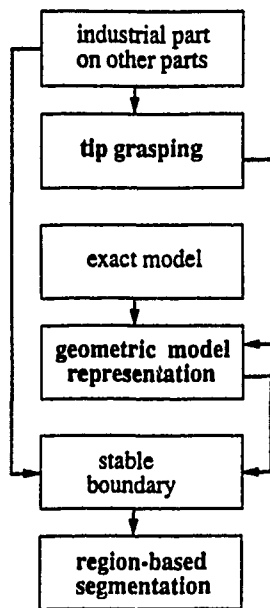 industrial part
on other parts
tip grasping
exact model
geometric model
representation
stable
boundary
region-based
segmentation